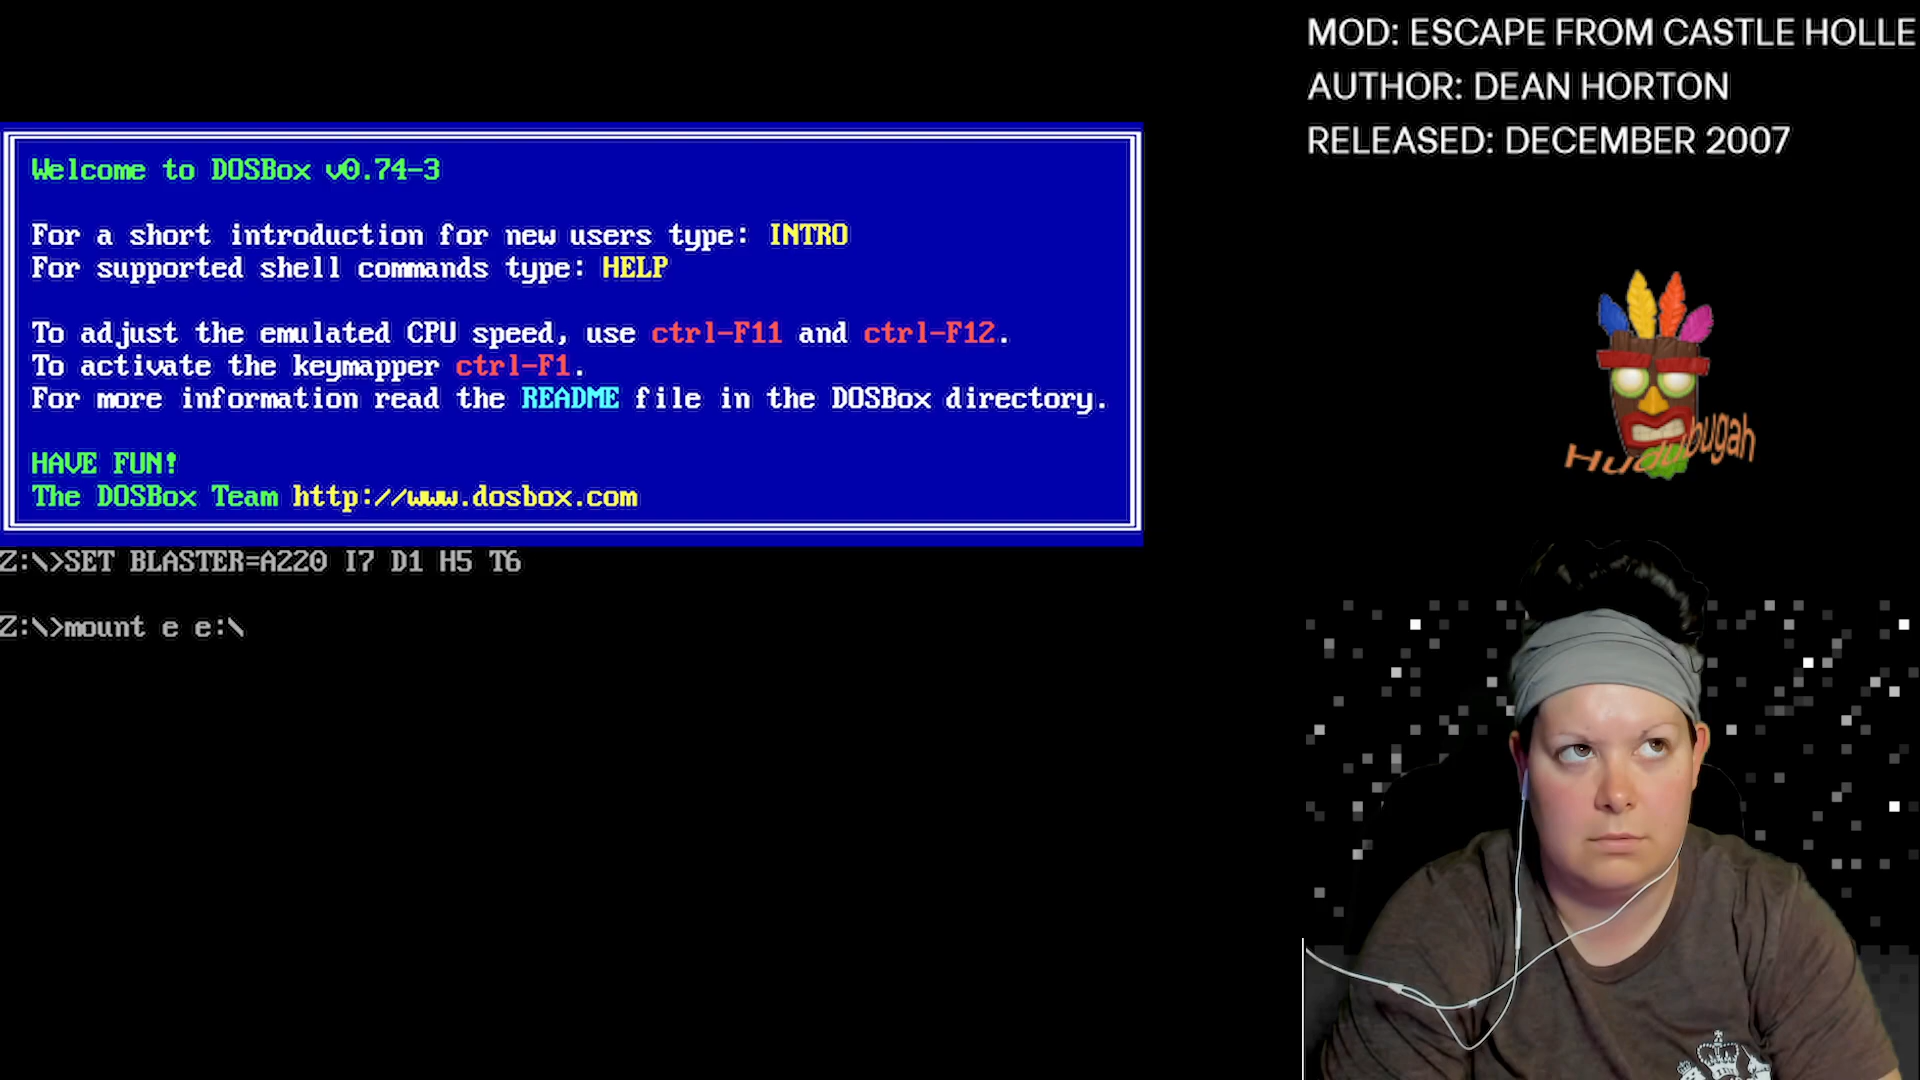 MOD: ESCAPE FROM CASTLE HOLLE
AUTHOR: DEAN HORTON
RELEASED: DECEMBER 2007
Welcome to DOSBox v0.74-3
For a short introduction for new users type: INTRO
For supported shell commands type: HELP
To adjust the emulated CPU speed, use ctrl-F11 and ctrl-F12.
To activate the keymapper ctrl-F1.
For more information read the README file in the DOSBox directory.
HAVE FUN!
The DOSBox Team http://www.dosbox.com
Z:\>SET BLASTER=A220 I7 D1 H5 T6
Z:\>mount e e:\
Hudubugah